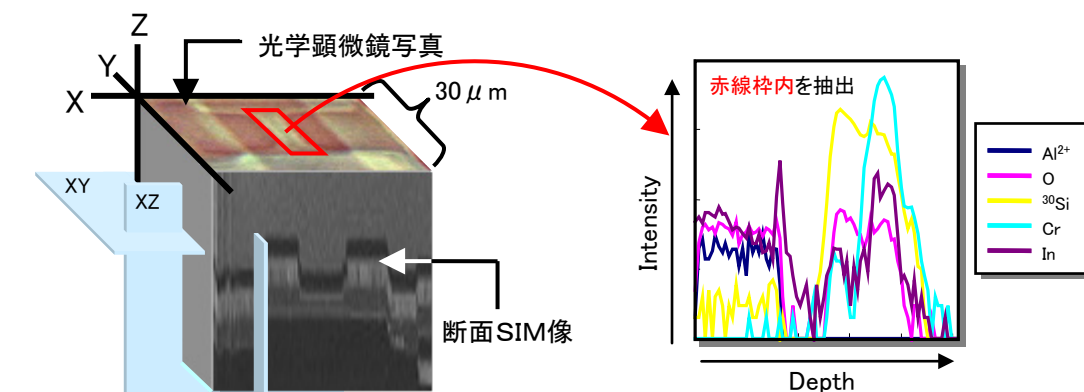 Z
Y
X
光学顕微鏡写真
30μm
XY
XZ
断面SIM像
赤線枠内を抽出
Intensity
Depth
Al²⁺
O
³⁰Si
Cr
In